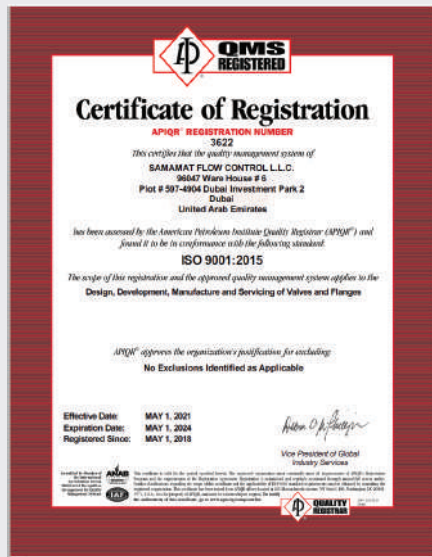 QMS
REGISTERED
Certificate of Registration
APIQR® REGISTRATION NUMBER
3622
This certifies that the quality management system of
SAMAMAT FLOW CONTROL L.L.C.
96047 Ware House # 6
Plot # 597-4904 Dubai Investment Park 2
Dubai
United Arab Emirates
has been assessed by the American Petroleum Institute Quality Registrar (APIQR®) and
found it to be in conformance with the following standard:
ISO 9001:2015
The scope of this registration and the approved quality management system applies to the
Design, Development, Manufacture and Servicing of Valves and Flanges
APIQR® approves the organization's justification for excluding:
No Exclusions Identified as Applicable
Effective Date: MAY 1, 2021
Expiration Date: MAY 1, 2024
Registered Since: MAY 1, 2018
Vice President of Global
Industry Services
ANAB
IAF
QUALITY
REGISTRAR